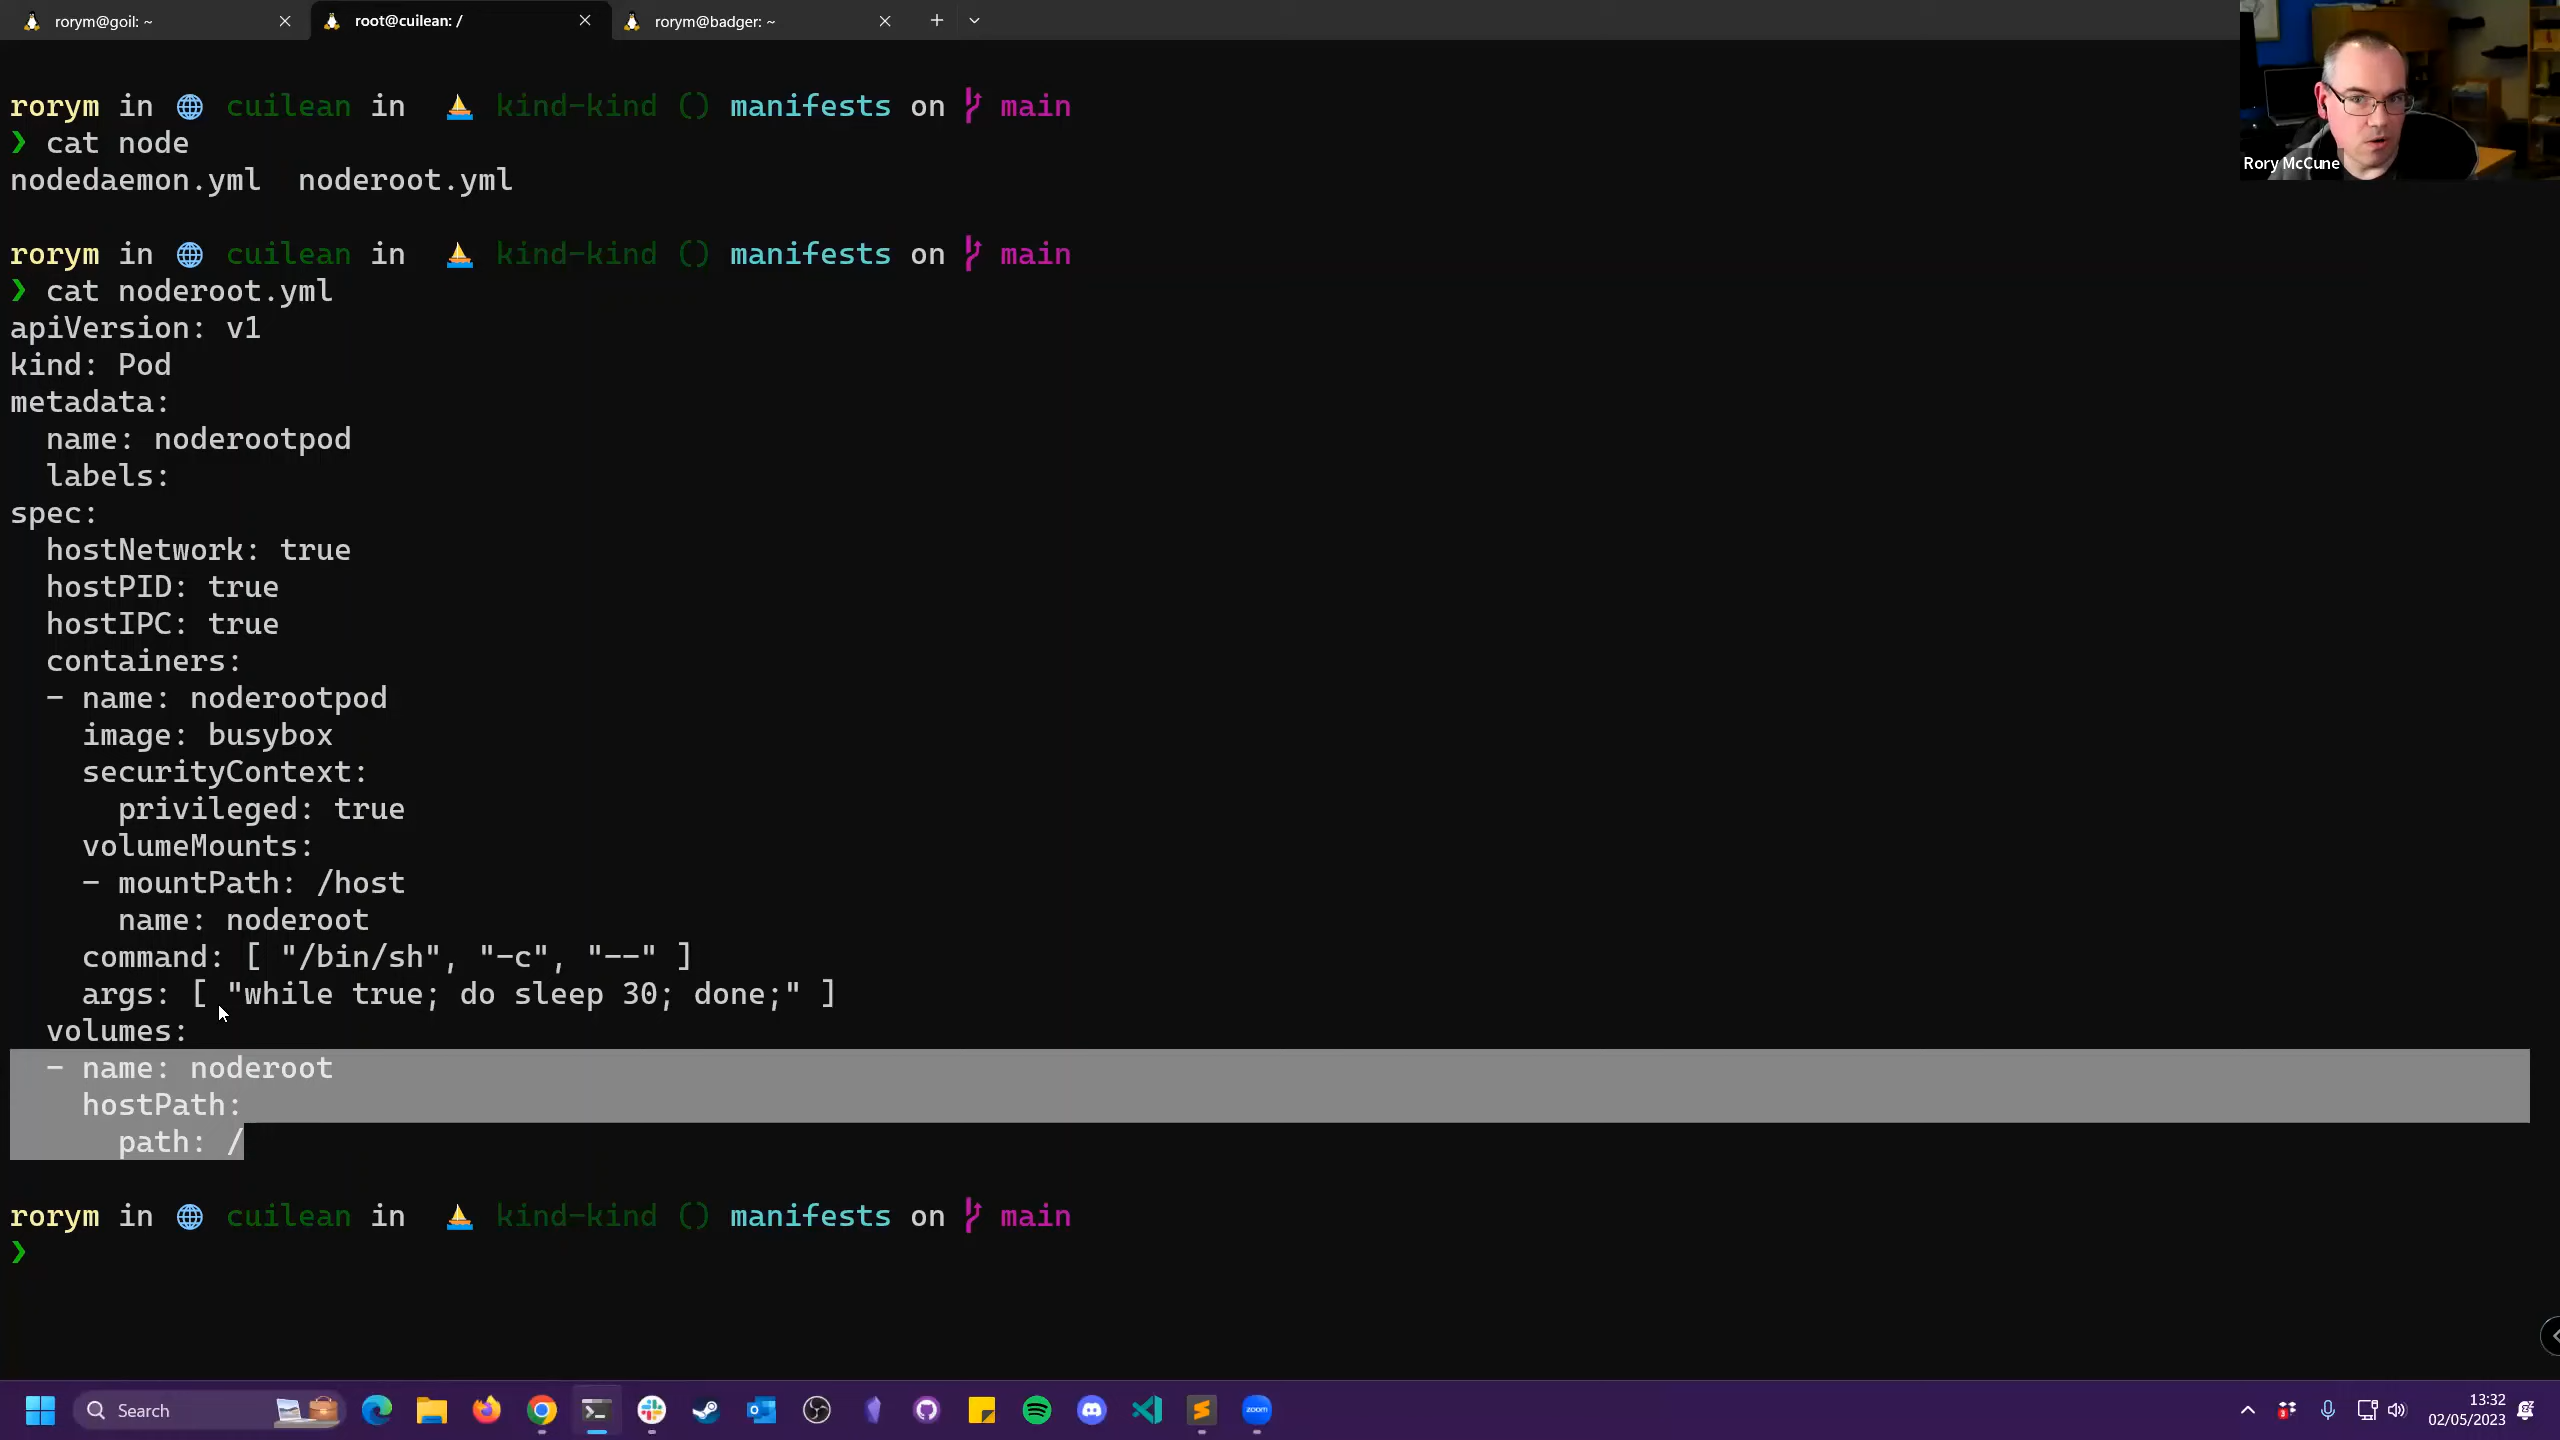 rorym@goil: ~
root@cuilean: /
rorym@badger: ~
rorym in cuilean in kind-kind () manifests on main
❯ cat node
nodedaemon.yml  noderoot.yml
rorym in cuilean in kind-kind () manifests on main
❯ cat noderoot.yml
apiVersion: v1
kind: Pod
metadata:
  name: noderootpod
  labels:
spec:
  hostNetwork: true
  hostPID: true
  hostIPC: true
  containers:
  - name: noderootpod
    image: busybox
    securityContext:
      privileged: true
    volumeMounts:
    - mountPath: /host
      name: noderoot
    command: [ "/bin/sh", "-c", "--" ]
    args: [ "while true; do sleep 30; done;" ]
  volumes:
  - name: noderoot
    hostPath:
      path: /
rorym in cuilean in kind-kind () manifests on main
❯
Rory McCune
Search
zoom
13:32
02/05/2023